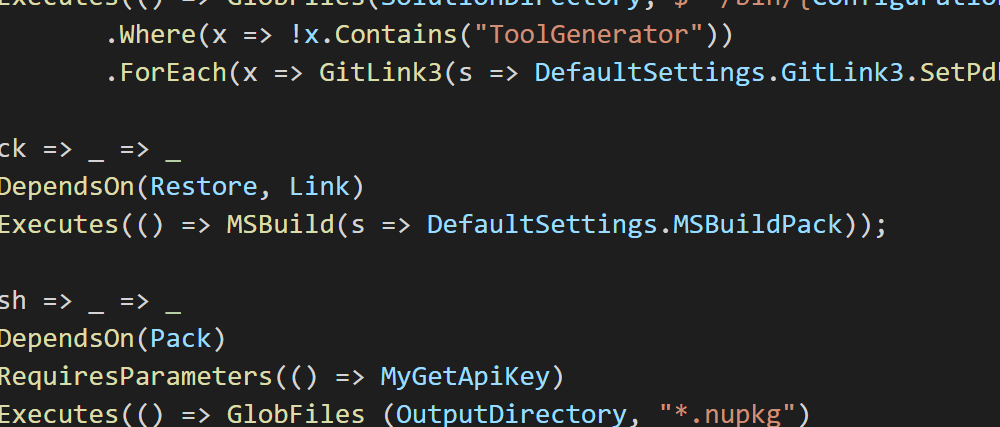 Executes(() => GlobFiles(SolutionDirectory, $"*/bin/{Configuration
.Where(x => !x.Contains("ToolGenerator"))
.ForEach(x => GitLink3(s => DefaultSettings.GitLink3.SetPd
ck => _ => _
DependsOn(Restore, Link)
Executes(() => MSBuild(s => DefaultSettings.MSBuildPack));
sh => _ => _
DependsOn(Pack)
RequiresParameters(() => MyGetApiKey)
Executes(() => GlobFiles (OutputDirectory, "*.nupkg")